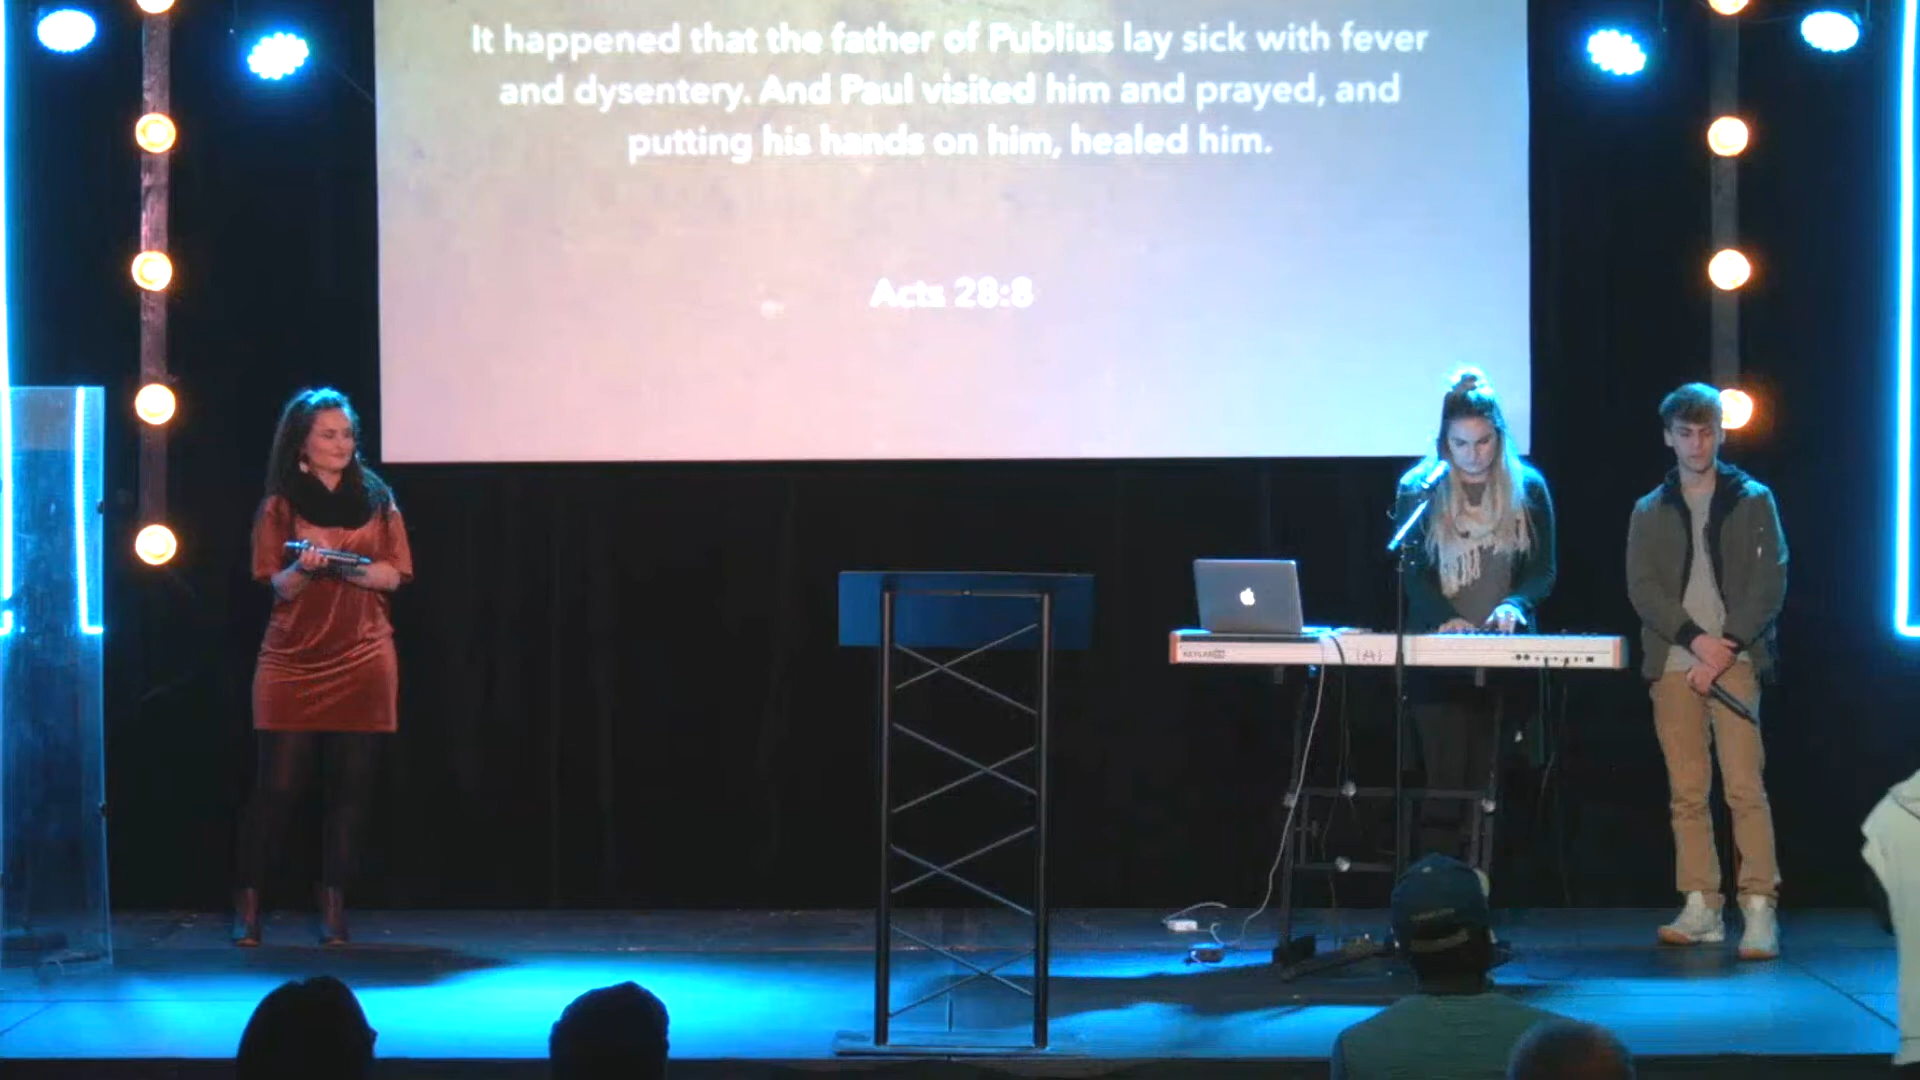 It happened that the father of Publius lay sick with fever
and dysentery. And Paul visited him and prayed, and
putting his hands on him, healed him.
Acts 28:8
KEYLAB